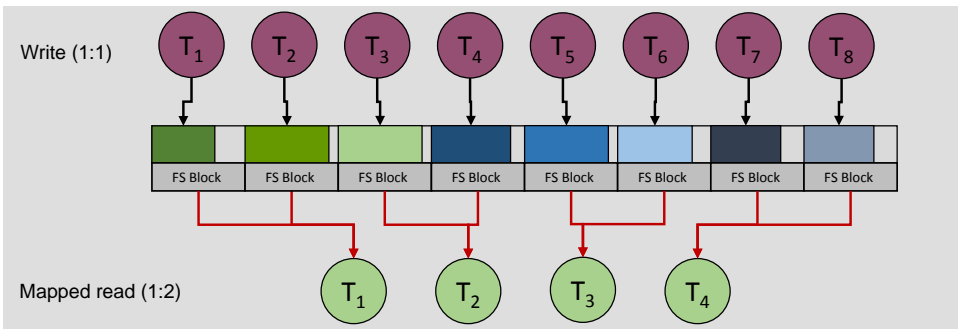 Write (1:1) T1 T2 T3 T4 T5 T6 T7 T8
FS Block FS Block FS Block FS Block FS Block FS Block FS Block FS Block
Mapped read (1:2) T1 T2 T3 T4